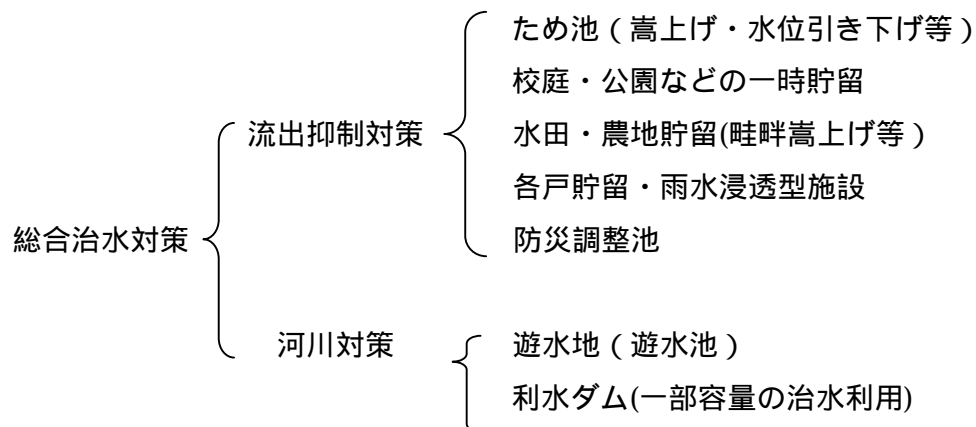 総合治水対策
流出抑制対策
ため池（嵩上げ・水位引き下げ等）
校庭・公園などの一時貯留
水田・農地貯留(畦畔嵩上げ等）
各戸貯留・雨水浸透型施設
防災調整池
河川対策
遊水地（遊水池）
利水ダム(一部容量の治水利用)